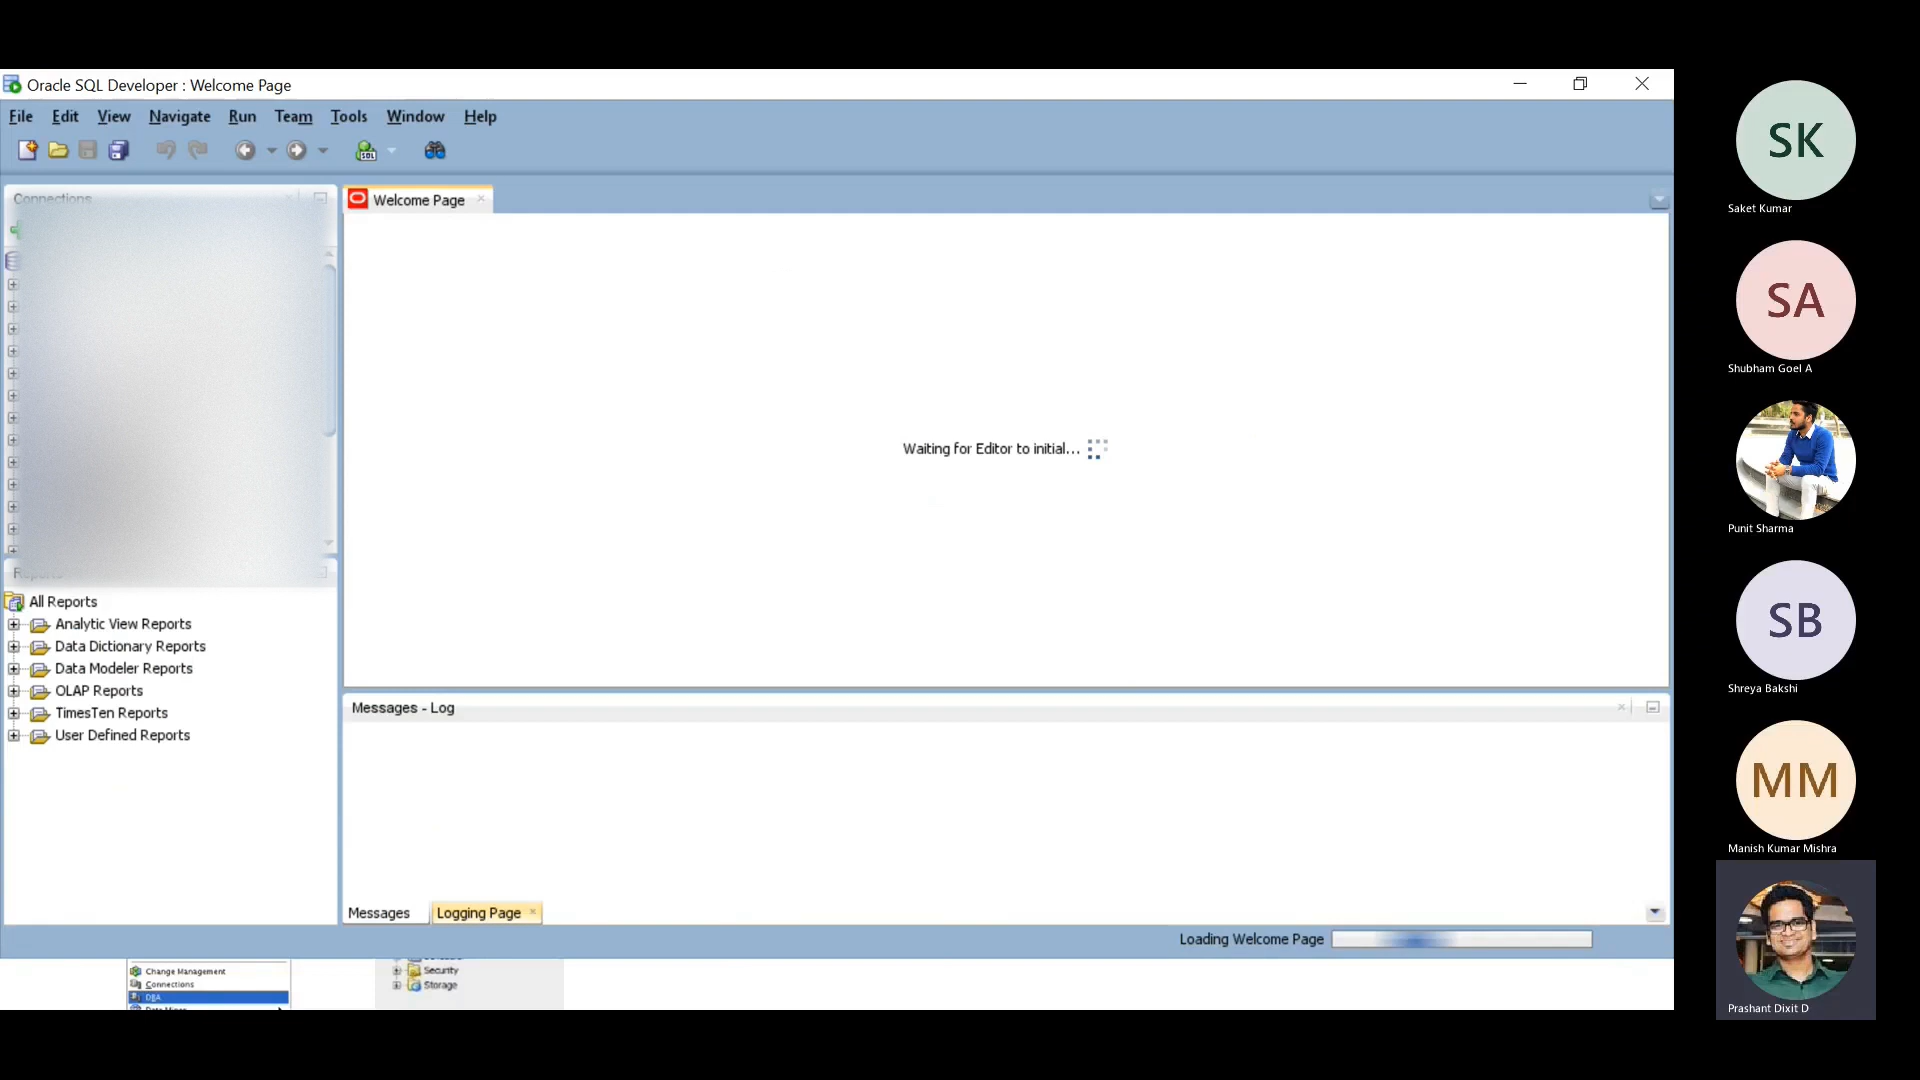 Oracle SQL Developer : Welcome Page
File Edit View Navigate Run Team Tools Window Help
Connections
Welcome Page
Waiting for Editor to initial...
All Reports
Analytic View Reports
Data Dictionary Reports
Data Modeler Reports
OLAP Reports
TimesTen Reports
User Defined Reports
Messages - Log
Messages
Logging Page
Loading Welcome Page
Change Management
Connections
DBA
Security
Storage
SK
Saket Kumar
SA
Shubham Goel A
Punit Sharma
SB
Shreya Bakshi
MM
Manish Kumar Mishra
Prashant Dixit D